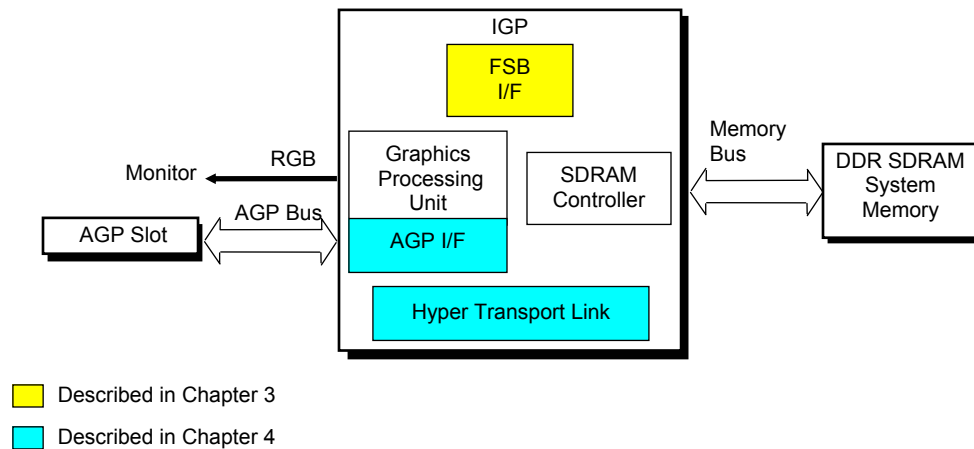 IGP
FSB
I/F
Graphics
Processing
Unit
AGP I/F
SDRAM
Controller
Hyper Transport Link
Monitor
RGB
AGP Bus
AGP Slot
Memory
Bus
DDR SDRAM
System
Memory
Described in Chapter 3
Described in Chapter 4